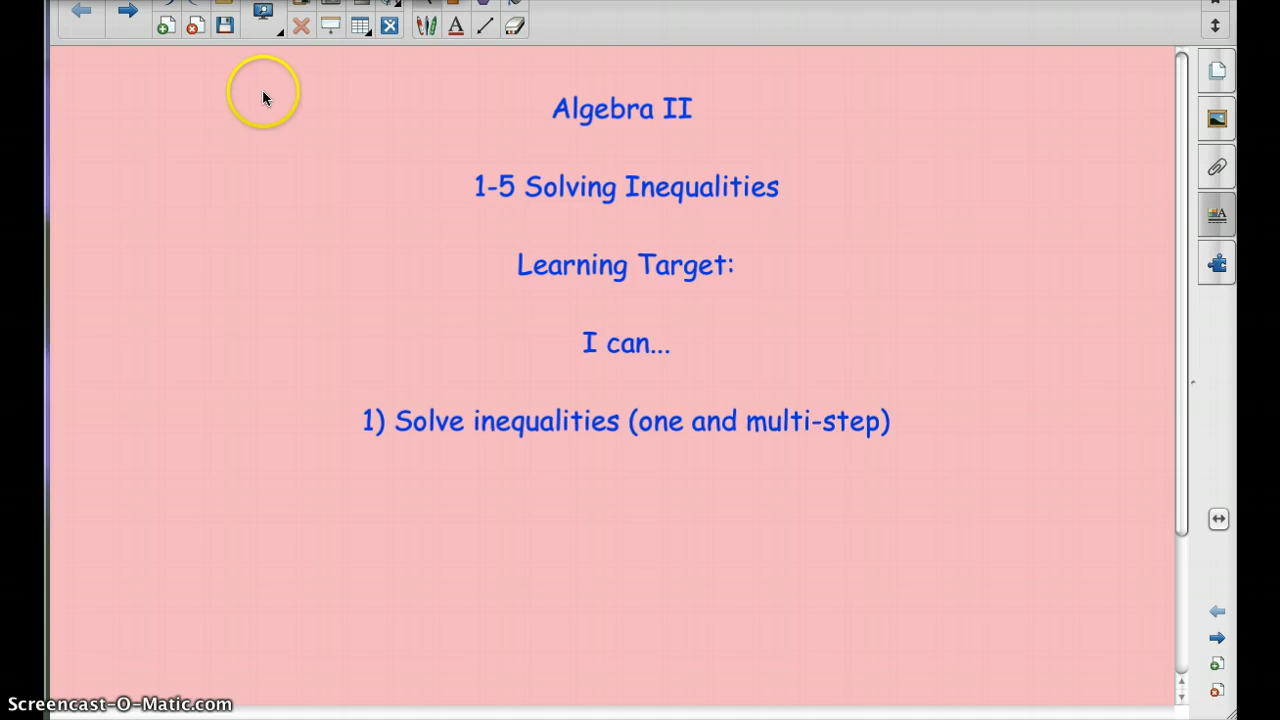 Algebra II
1-5 Solving Inequalities
Learning Target:
I can...
1) Solve inequalities (one and multi-step)
Screencast-O-Matic.com